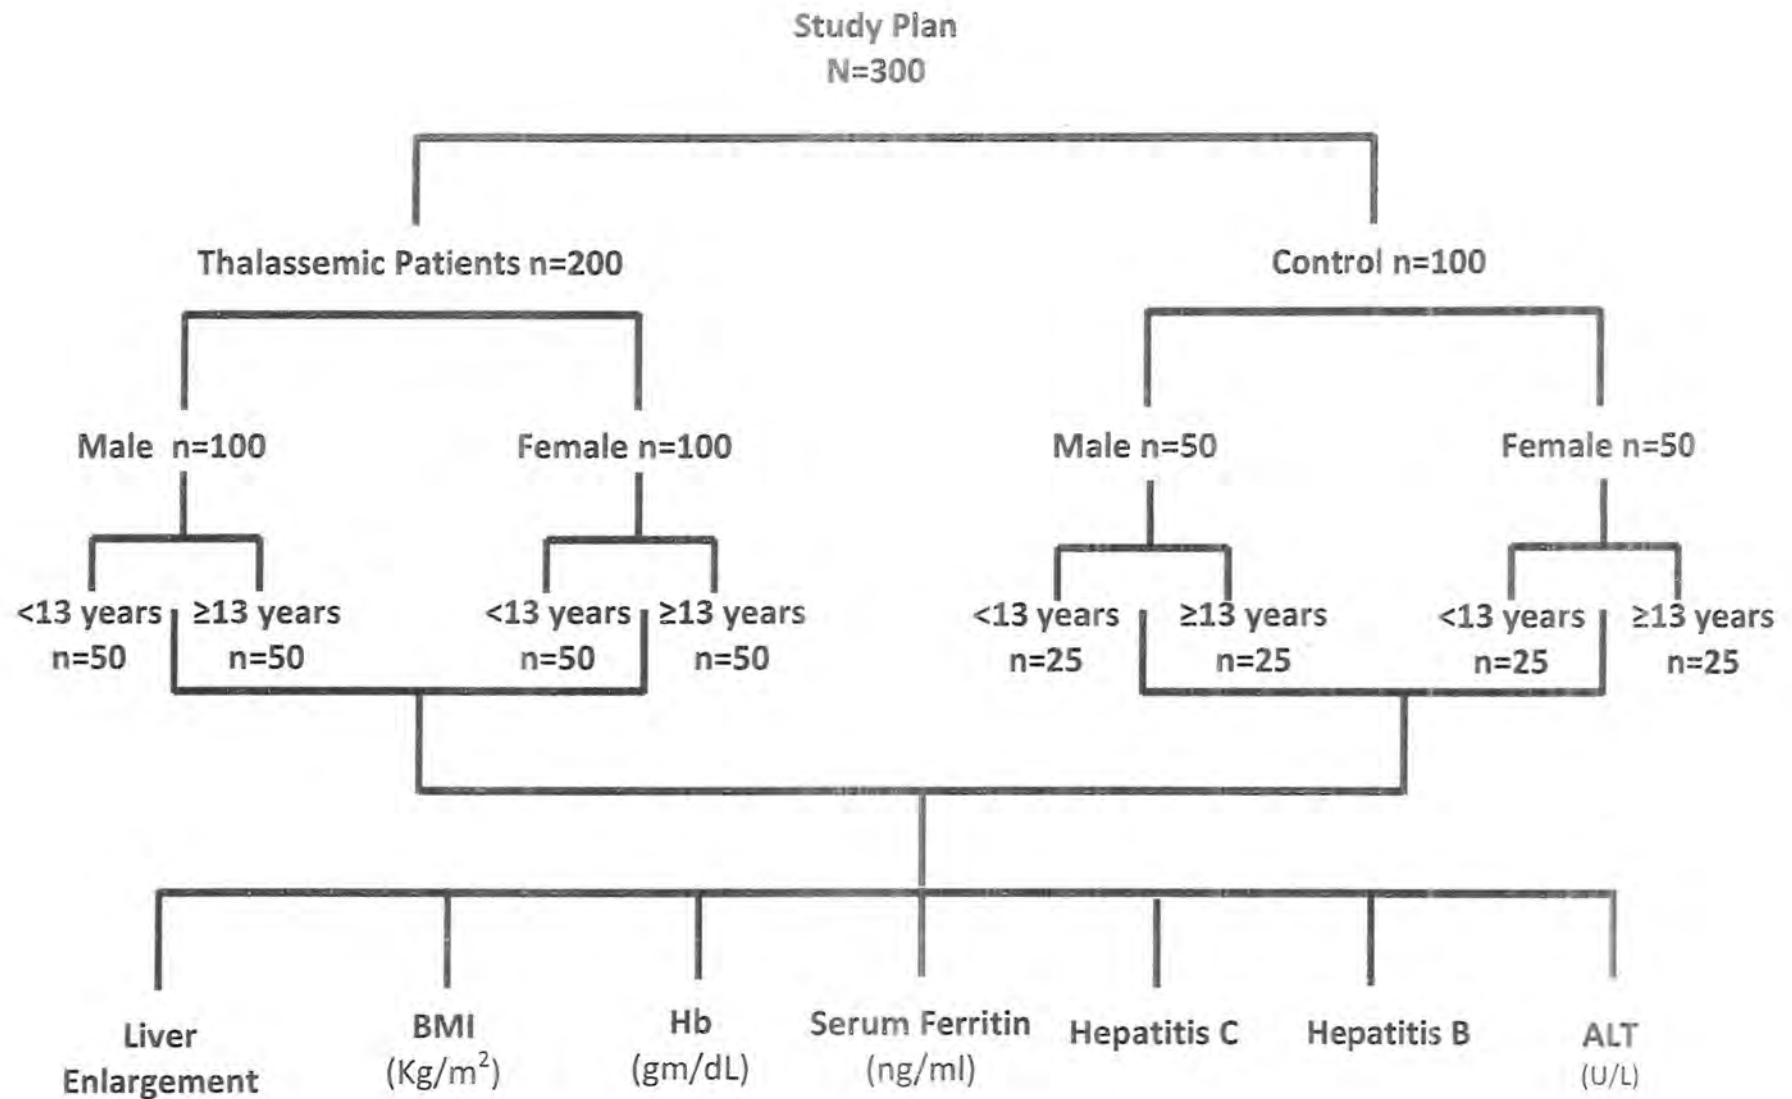 Study Plan
N=300
Thalassemic Patients n=200
Control n=100
Male n=100
Female n=100
Male n=50
Female n=50
<13 years
n=50
≥13 years
n=50
<13 years
n=50
≥13 years
n=50
<13 years
n=25
≥13 years
n=25
<13 years
n=25
≥13 years
n=25
Liver
Enlargement
BMI
(Kg/m²)
Hb
(gm/dL)
Serum Ferritin
(ng/ml)
Hepatitis C
Hepatitis B
ALT
(U/L)